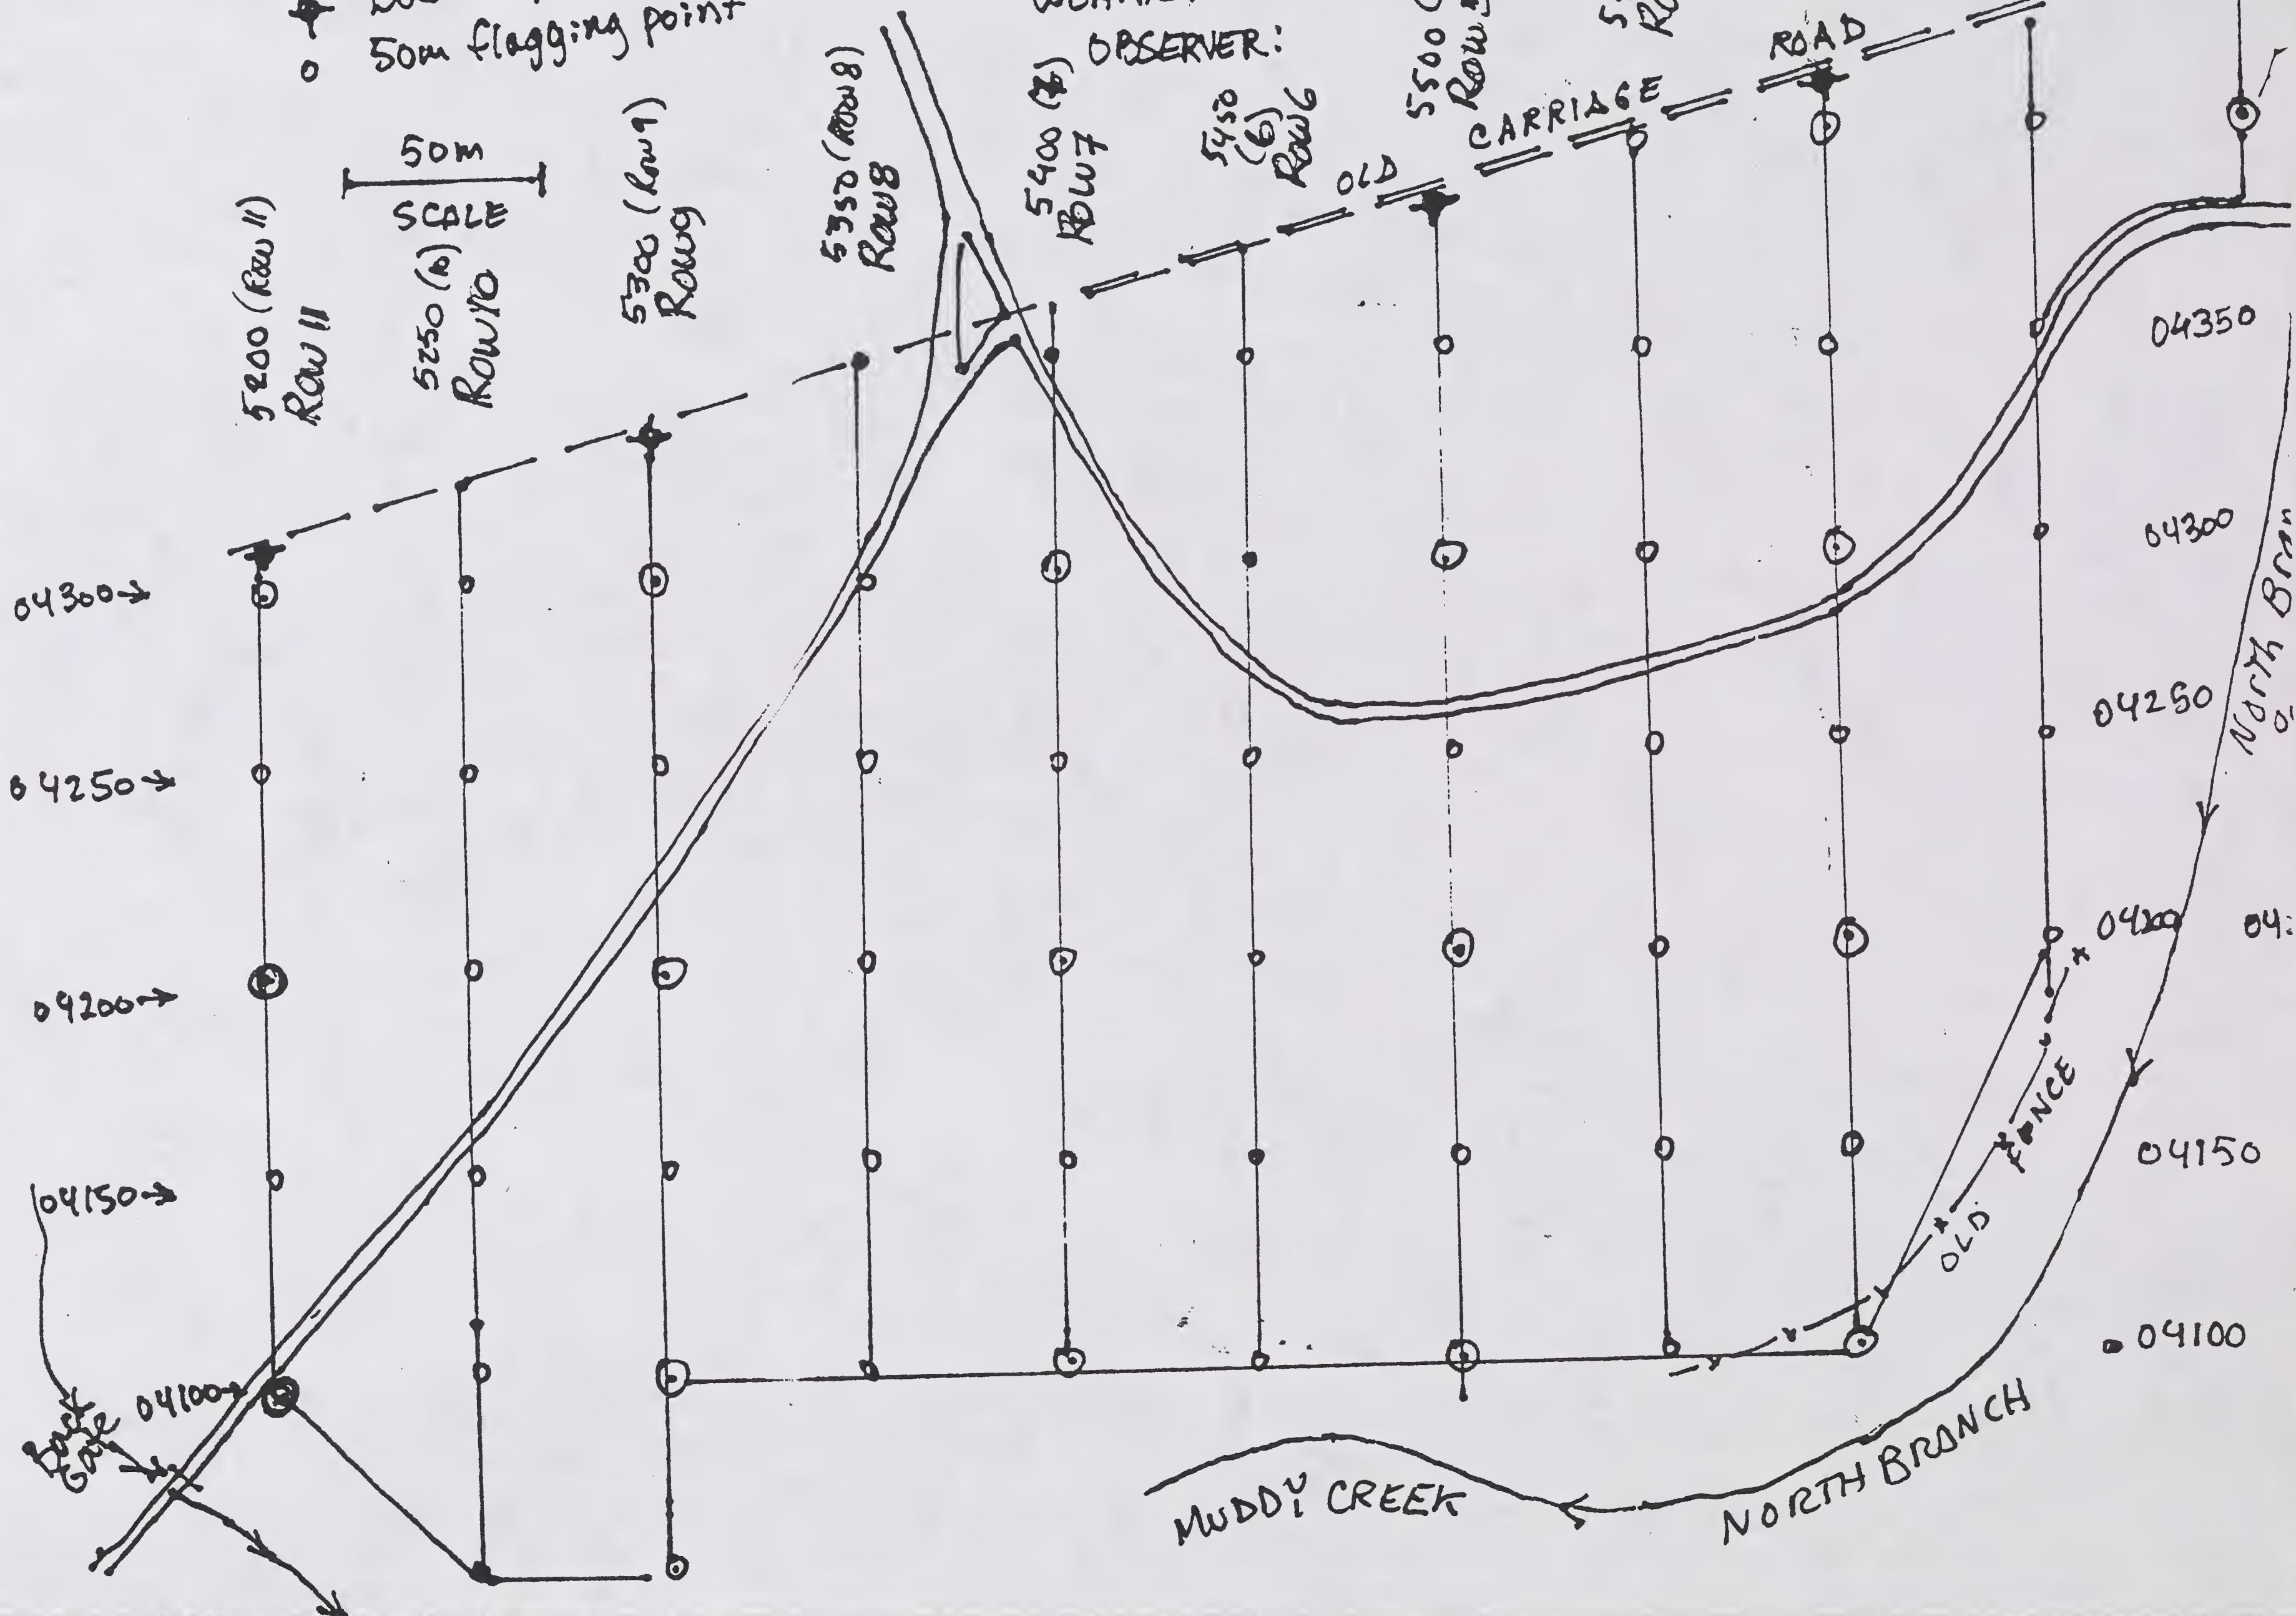 50m flagging point
OBSERVER:
50m
SCALE
5200 (Row 11)
Row 11
5250 (10)
Row 10
5300 (Row 9)
Row 9
5350 (Row 8)
Row 8
5400 (7)
Row 7
5450
(6)
Row 6
5500
Row
OLD CARRIAGE ROAD
04350
04300
04250
04200
04150
04100
04300
04250
04200
04150
04100
04:
North Bran
OLD FENCE
Back
Gate
MUDDY CREEK
NORTH BRANCH